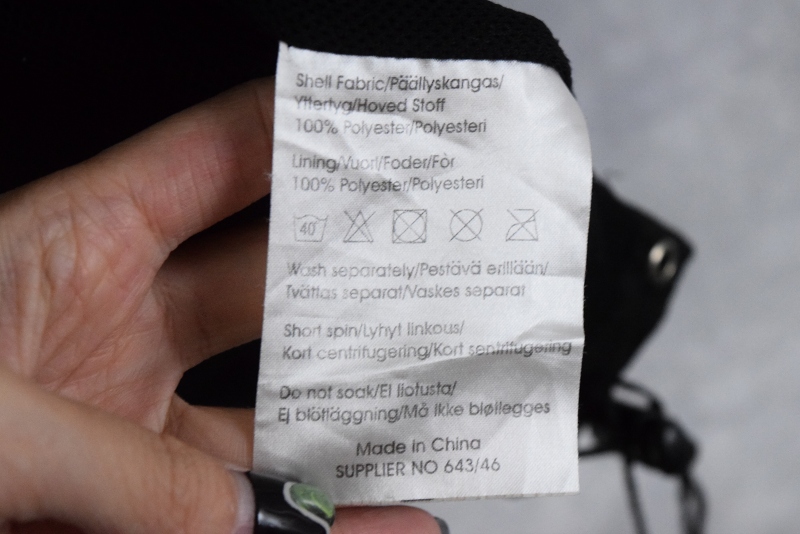 Shell Fabric/Päällyskangas/
Yttertyg/Hoved Stoff
100% Polyester/Polyesteri
Lining/Vuori/Foder/Fòr
100% Polyester/Polyesteri
40
Wash separately/Pestävä erillään/
Tvättas separat/Vaskes separat
Short spin/Lyhyt linkous/
Kort centrifugering/Kort sentrifugering
Do not soak/Ei liotusta/
Ej blötläggning/Må ikke bløllegges
Made in China
SUPPLIER NO 643/46